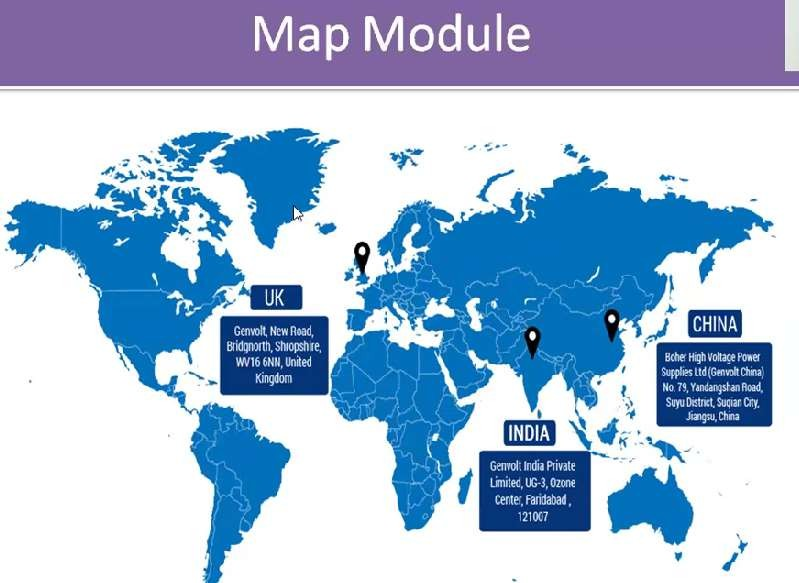 Map Module
UK
Genvolt, New Road,
Bridgnorth, Shropshire,
WV16 6NN, United
Kingdom
CHINA
Boher High Voltage Power
Supplies Ltd (Genvolt China)
No. 79, Yandangshan Road,
Suyu District, Suqian City,
Jiangsu, China
INDIA
Genvolt India Private
Limited, UG-3, Ozone
Center, Faridabad ,
121007